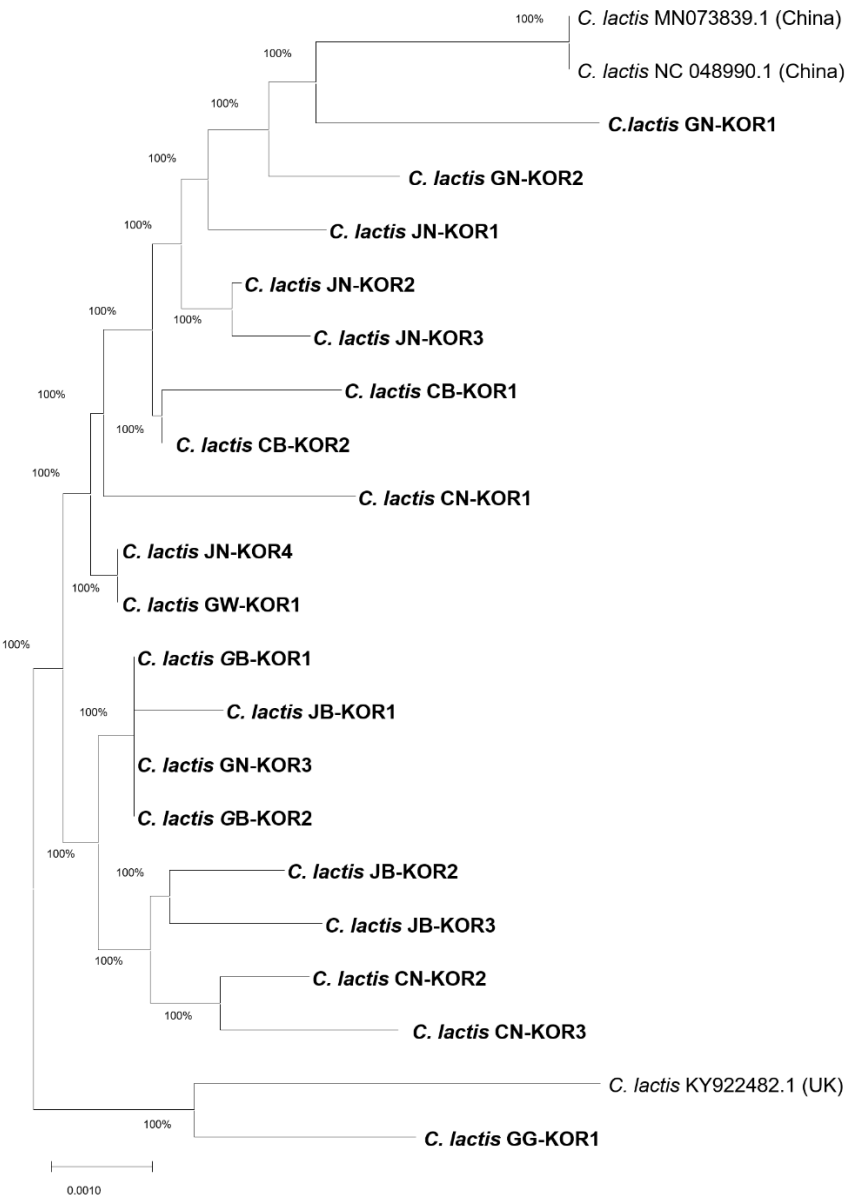 100%
C. lactis MN073839.1 (China)
100%
C. lactis NC 048990.1 (China)
100%
C.lactis GN-KOR1
100%
C. lactis GN-KOR2
100%
C. lactis JN-KOR1
C. lactis JN-KOR2
100%
100%
C. lactis JN-KOR3
100%
C. lactis CB-KOR1
100%
C. lactis CB-KOR2
100%
C. lactis CN-KOR1
C. lactis JN-KOR4
100%
C. lactis GW-KOR1
100%
C. lactis GB-KOR1
100%
C. lactis JB-KOR1
C. lactis GN-KOR3
C. lactis GB-KOR2
100%
100%
C. lactis JB-KOR2
C. lactis JB-KOR3
100%
C. lactis CN-KOR2
100%
C. lactis CN-KOR3
C. lactis KY922482.1 (UK)
100%
C. lactis GG-KOR1
0.0010